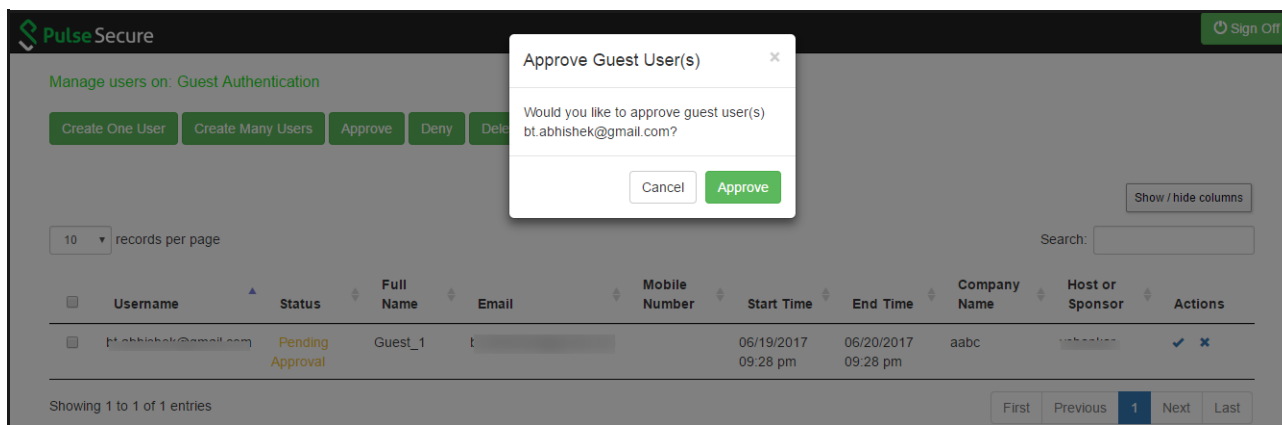 Pulse Secure
Sign Off
Manage users on: Guest Authentication
Create One User Create Many Users Approve Deny
Approve Guest User(s) ×
Would you like to approve guest user(s)
bt.abhishek@gmail.com?
Cancel Approve
Show / hide columns
10 records per page
Search:
Username Status Full Name Email Mobile Number Start Time End Time Company Name Host or Sponsor Actions
Pending Approval Guest_1 06/19/2017 09:28 pm 06/20/2017 09:28 pm aabc
Showing 1 to 1 of 1 entries
First Previous 1 Next Last